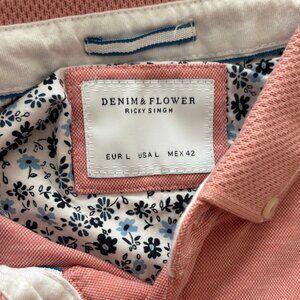 DENIM & FLOWER
RICKY SINGH
EUR L USA L MEX 42